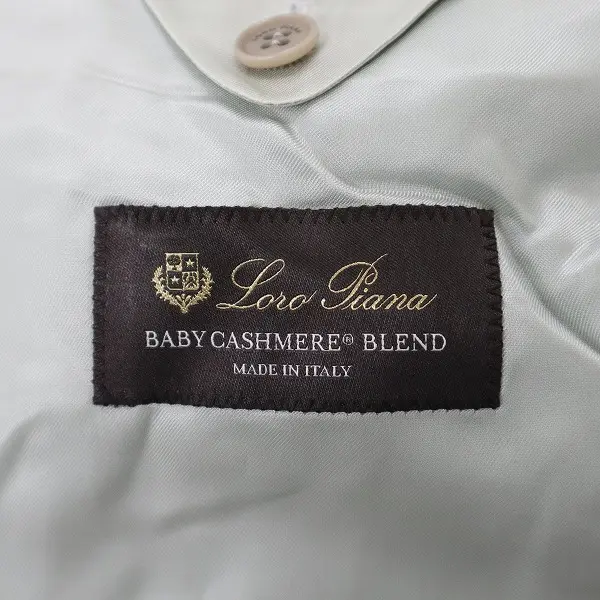 Loro Piana
BABY CASHMERE® BLEND
MADE IN ITALY